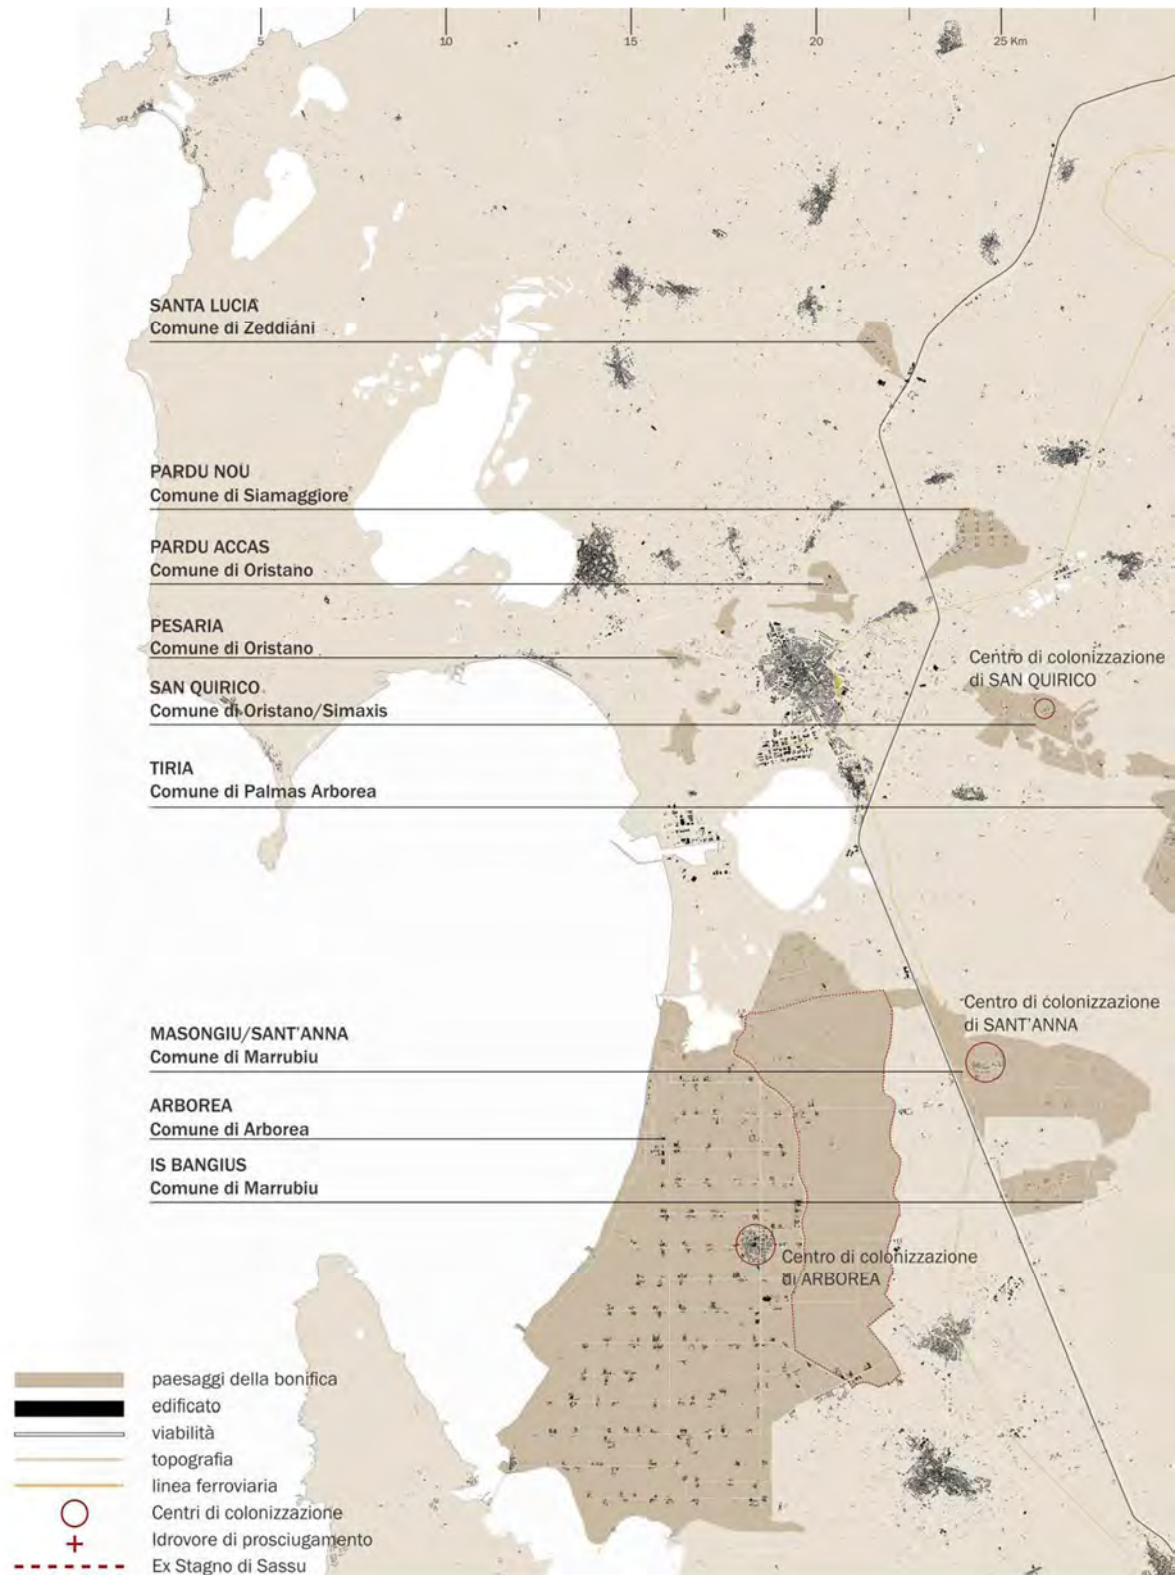 5 10 15 20 25 Km
SANTA LUCIA
Comune di Zeddiáni
PARDU NOU
Comune di Siamaggiore
PARDU ACCAS
Comune di Oristano
PESARIA
Comune di Oristano
Centro di colonizzazione
di SAN QUIRICO
SAN QUIRICO
Comune di Oristano/Simaxis
TIRIA
Comune di Palmas Arborea
Centro di colonizzazione
di SANT'ANNA
MASONGIU/SANT'ANNA
Comune di Marrubiu
ARBOREA
Comune di Arborea
IS BANGIUS
Comune di Marrubiu
Centro di colonizzazione
di ARBOREA
paesaggi della bonifica
edificato
viabilità
topografia
linea ferroviaria
Centri di colonizzazione
Idrovore di prosciugamento
Ex Stagno di Sassu